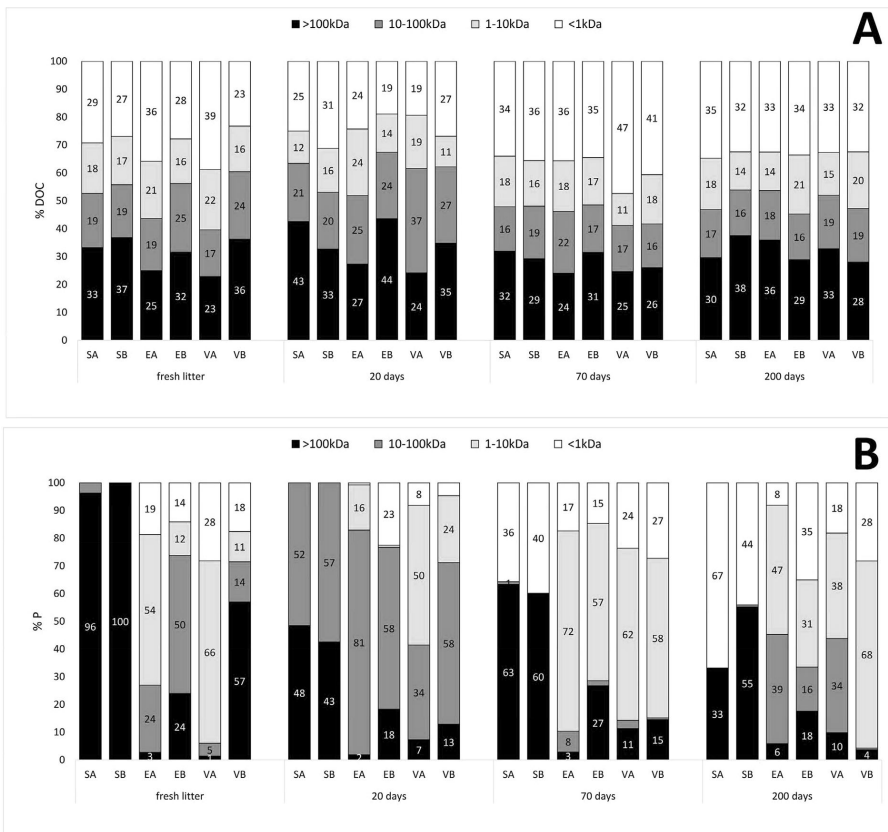 ■>100kDa ■10-100kDa □1-10kDa □<1kDa
A
% DOC
100
90
80
70
60
50
40
30
20
10
0
29 27 36 28 39 23 25 31 24 19 19 27 34 36 36 35 47 41 35 32 33 34 33 32
18 17 21 16 22 16 12 16 24 14 19 11 18 16 18 17 11 18 18 14 14 21 15 20
19 19 19 25 17 24 21 20 25 24 37 27 16 19 22 17 17 16 17 16 18 16 19 19
33 37 25 32 23 36 43 33 27 44 24 35 32 29 24 31 25 26 30 38 36 29 33 28
SA SB EA EB VA VB SA SB EA EB VA VB SA SB EA EB VA VB SA SB EA EB VA VB
fresh litter 20 days 70 days 200 days
■>100kDa ■10-100kDa □1-10kDa □<1kDa
B
% P
100
90
80
70
60
50
40
30
20
10
0
19 14 28 18 23 8 36 40 17 15 24 27 67 44 8 35 18 28
54 12 66 11 16 50 24 72 57 62 58 47 31 38 68
24 50 5 14 52 57 81 58 34 58 1 8 39 16 34
96 100 3 24 1 57 48 43 2 18 7 13 63 60 3 27 11 15 33 55 6 18 10 4
SA SB EA EB VA VB SA SB EA EB VA VB SA SB EA EB VA VB SA SB EA EB VA VB
fresh litter 20 days 70 days 200 days